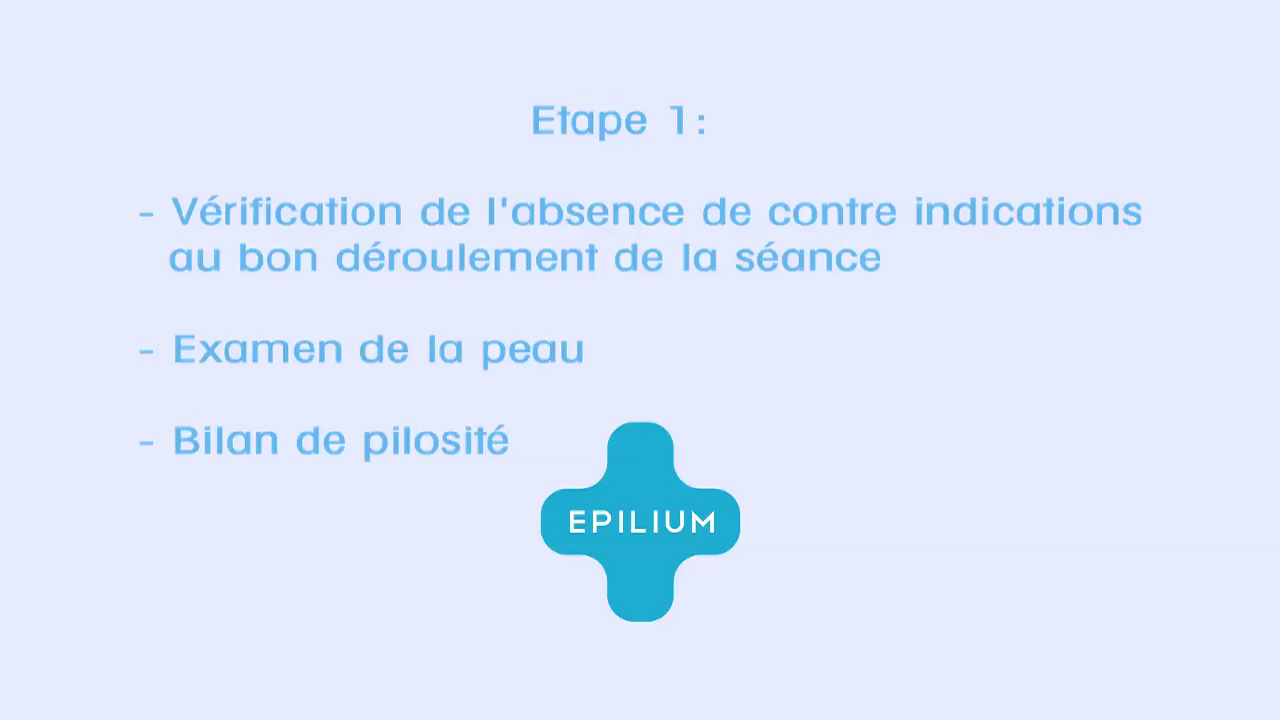 Etape 1:
- Vérification de l'absence de contre indications
au bon déroulement de la séance
- Examen de la peau
- Bilan de pilosité
EPILIUM